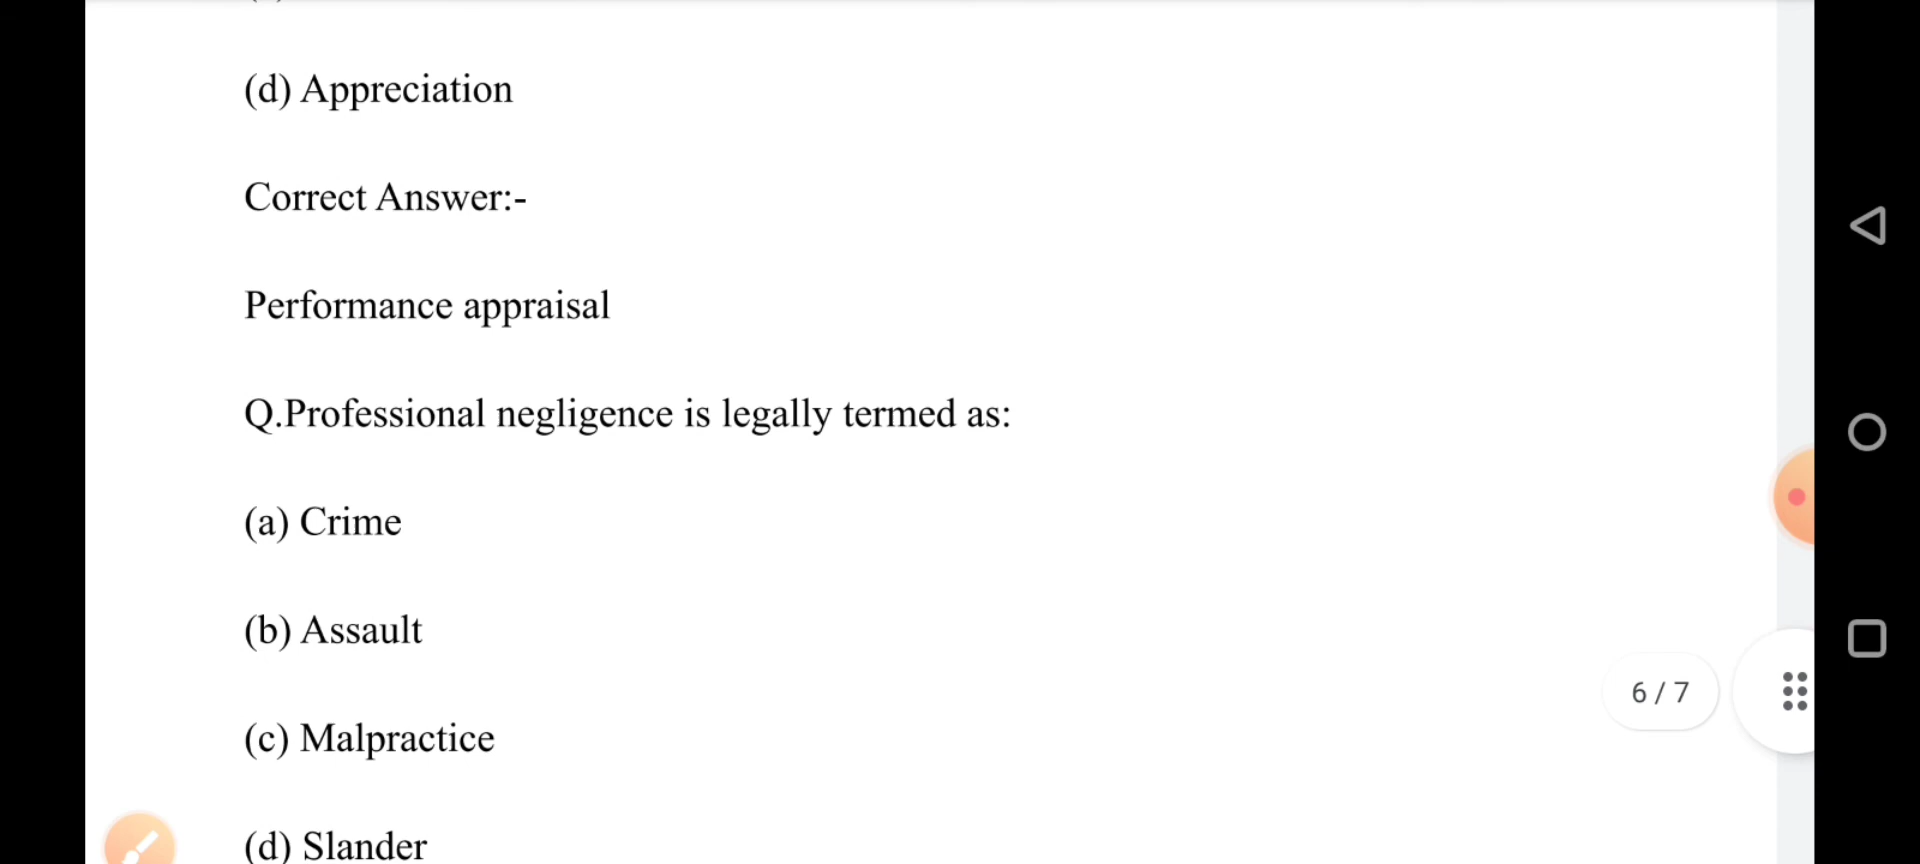 (d) Appreciation
Correct Answer:-
Performance appraisal
Q.Professional negligence is legally termed as:
(a) Crime
(b) Assault
(c) Malpractice
6 / 7
(d) Slander